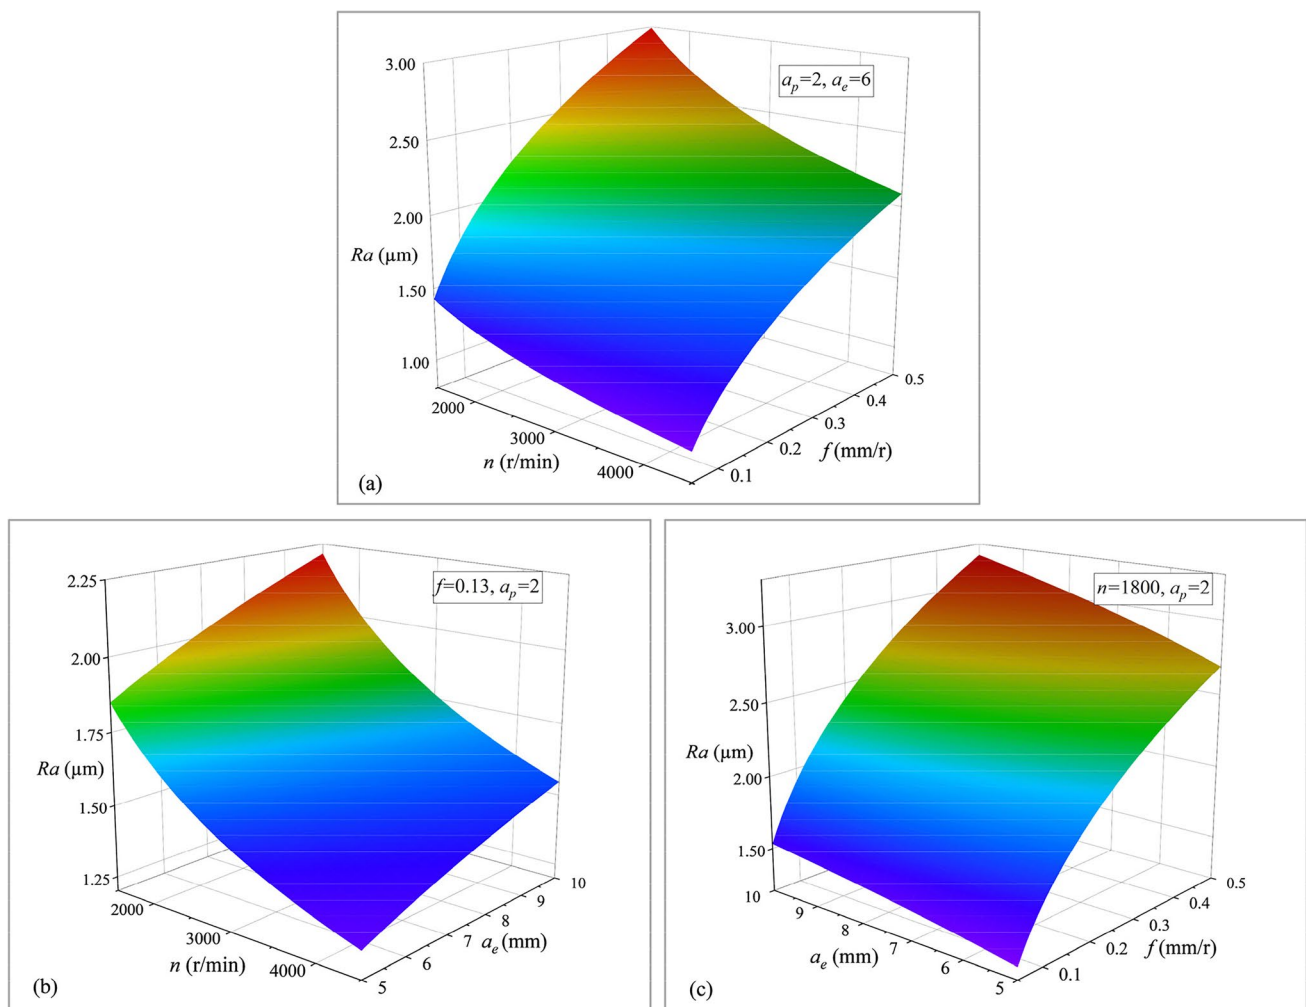 3.00
2.50
2.00
Ra (µm)
1.50
1.00
a_p=2, a_e=6
2000
3000
4000
n (r/min)
0.1
0.2
0.3
0.4
0.5
f (mm/r)
(a)
2.25
2.00
1.75
Ra (µm)
1.50
1.25
f=0.13, a_p=2
2000
3000
4000
n (r/min)
5
6
7
8
9
10
a_e (mm)
(b)
3.00
2.50
Ra (µm)
2.00
1.50
n=1800, a_p=2
10
9
8
7
6
5
a_e (mm)
0.1
0.2
0.3
0.4
0.5
f (mm/r)
(c)